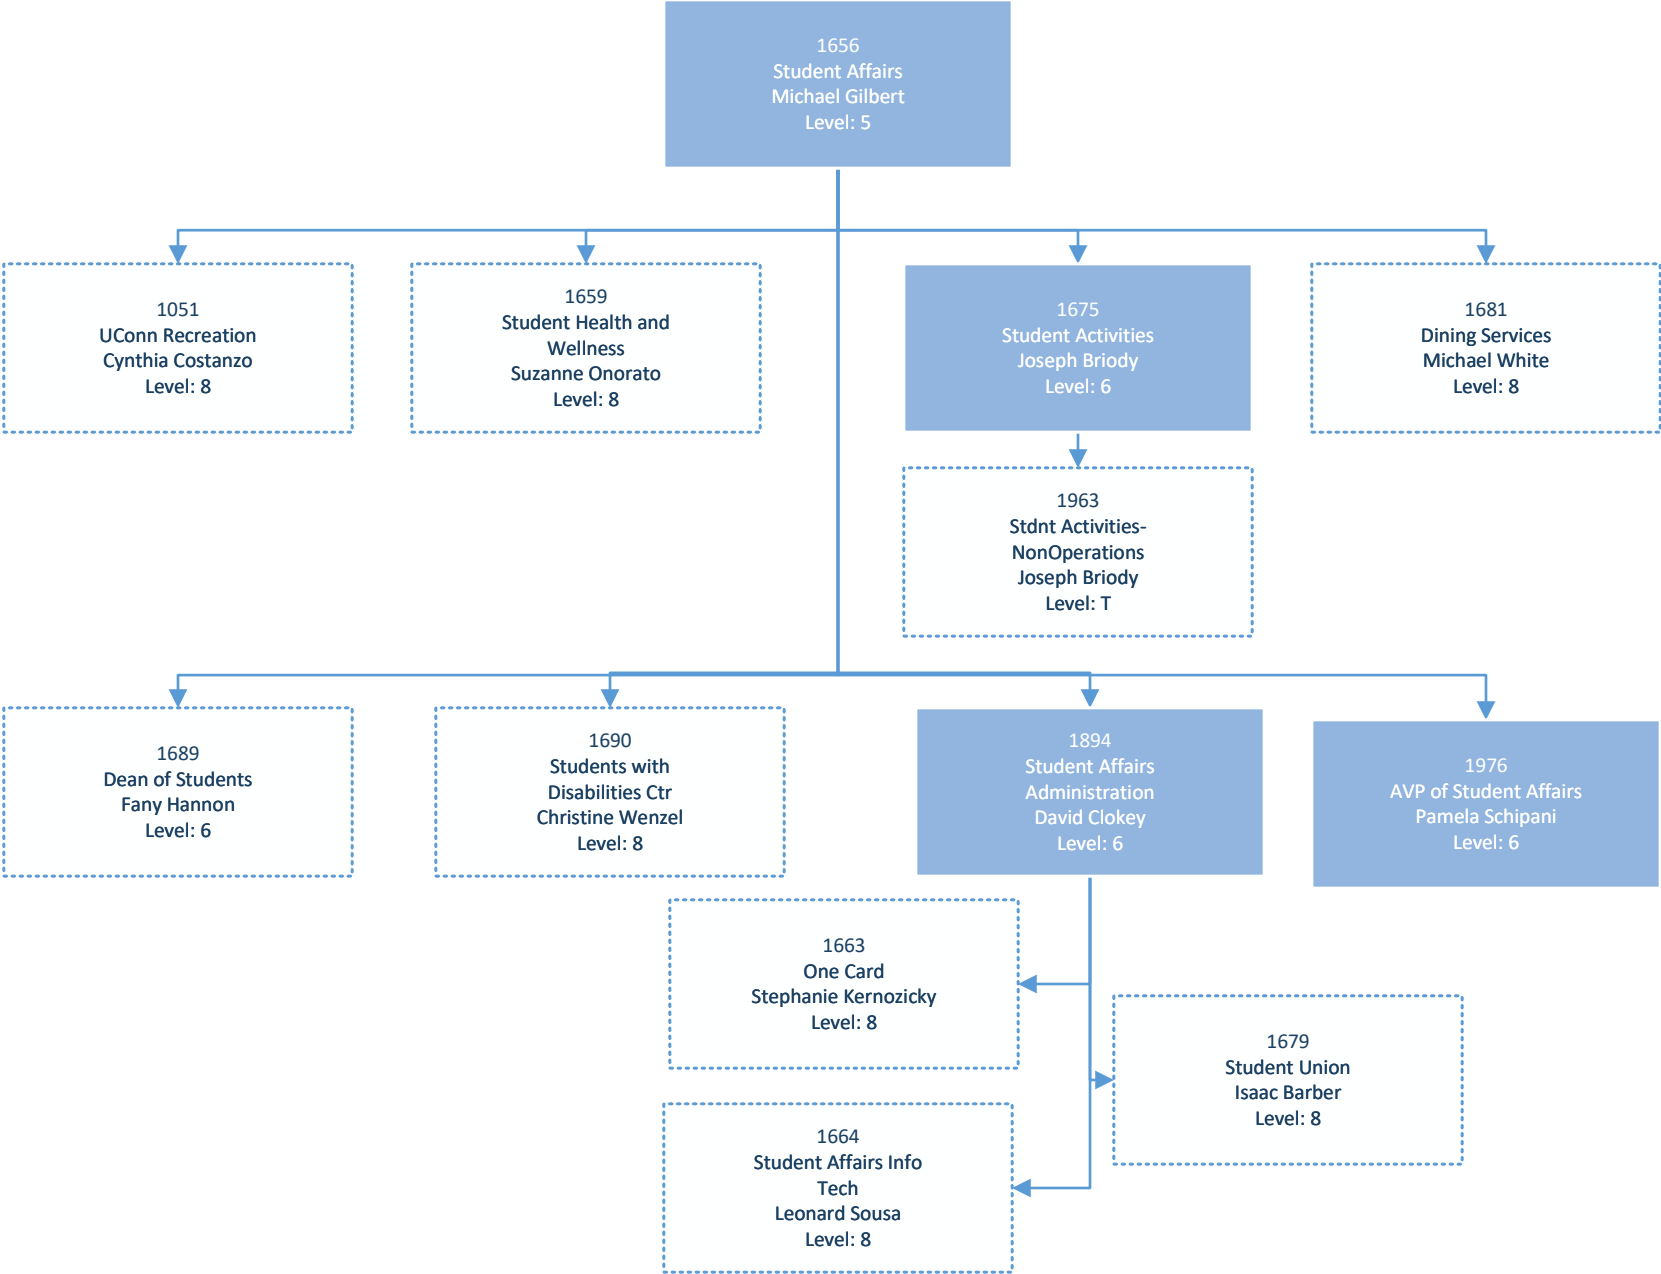 1656
Student Affairs
Michael Gilbert
Level: 5
1051
UConn Recreation
Cynthia Costanzo
Level: 8
1659
Student Health and
Wellness
Suzanne Onorato
Level: 8
1675
Student Activities
Joseph Briody
Level: 6
1681
Dining Services
Michael White
Level: 8
1963
Stdnt Activities-
NonOperations
Joseph Briody
Level: T
1689
Dean of Students
Fany Hannon
Level: 6
1690
Students with
Disabilities Ctr
Christine Wenzel
Level: 8
1894
Student Affairs
Administration
David Clokey
Level: 6
1976
AVP of Student Affairs
Pamela Schipani
Level: 6
1663
One Card
Stephanie Kernozicky
Level: 8
1679
Student Union
Isaac Barber
Level: 8
1664
Student Affairs Info
Tech
Leonard Sousa
Level: 8